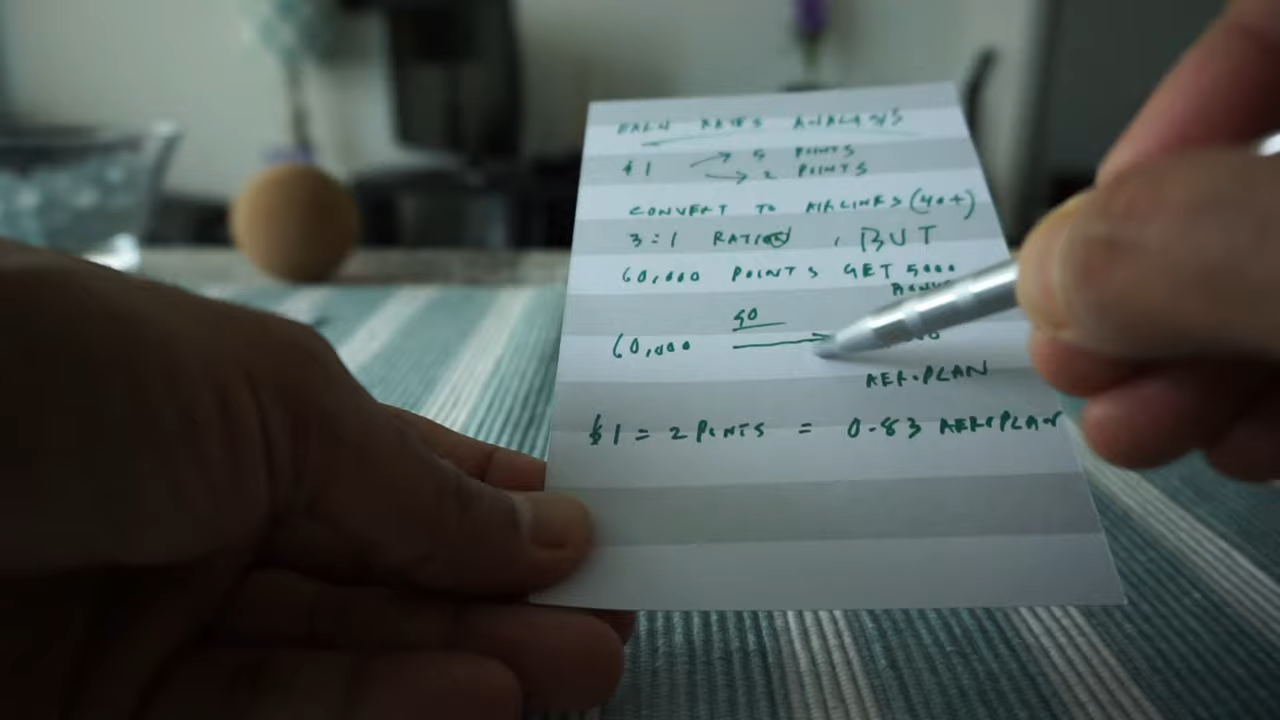 EARN RATES ANALYSIS
$1 → 5 POINTS
→ 2 POINTS
CONVERT TO AIRLINES (40+)
3:1 RATIO , BUT
60,000 POINTS GET 5000
60,000
AEROPLAN
$1 = 2 POINTS = 0.83 AEROPLAN